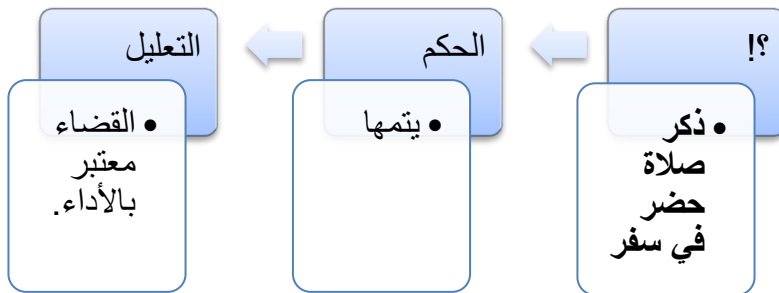 ؟!
• ذكر
صلاة
حضر
في سفر
الحكم
• يتمها
التعليل
• القضاء
معتبر
بالأداء.